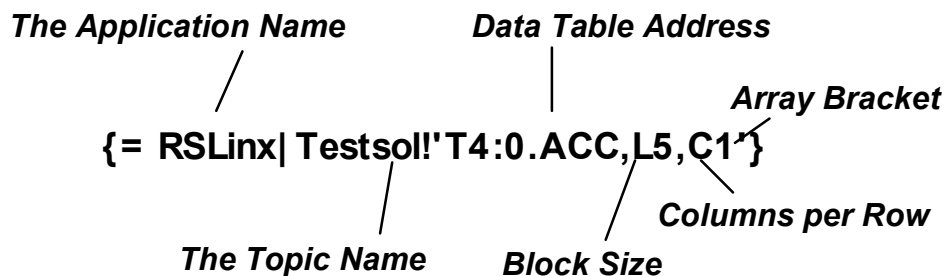 The Application Name
Data Table Address
Array Bracket
{= RSLinx| Testsol!'T4:0.ACC,L5,C1'}
Columns per Row
The Topic Name
Block Size